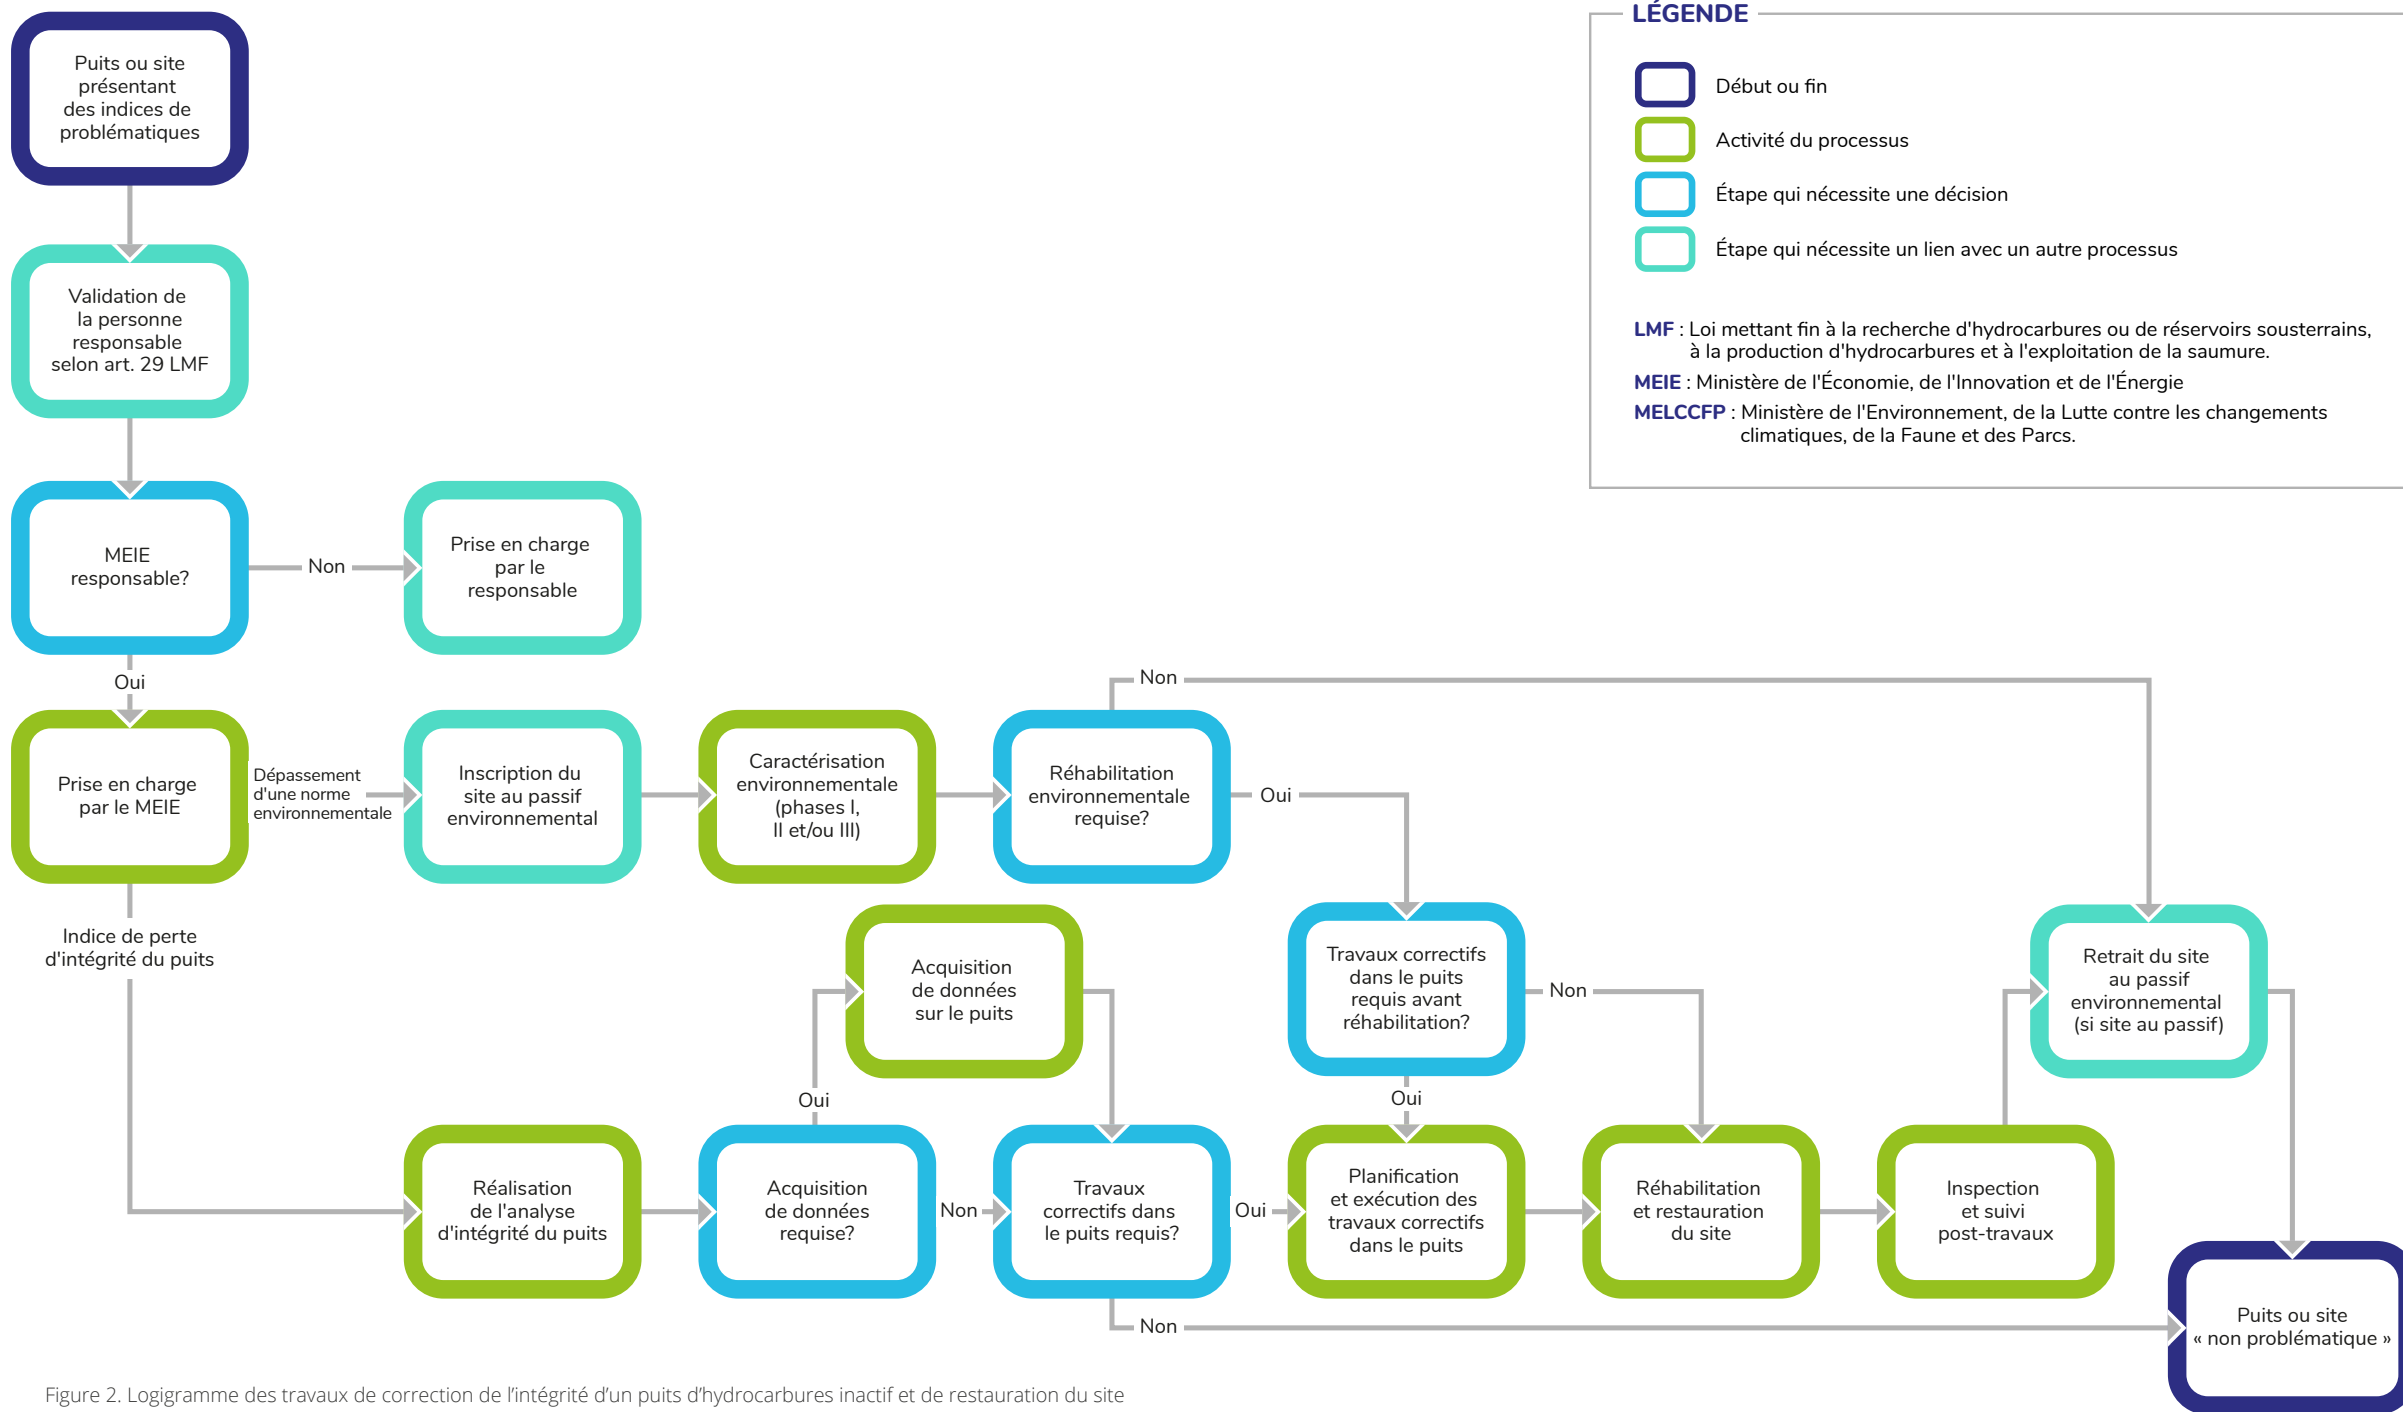 LÉGENDE
Début ou fin
Activité du processus
Étape qui nécessite une décision
Étape qui nécessite un lien avec un autre processus
LMF : Loi mettant fin à la recherche d'hydrocarbures ou de réservoirs sousterrains,
à la production d'hydrocarbures et à l'exploitation de la saumure.
MEIE : Ministère de l'Économie, de l'Innovation et de l'Énergie
MELCCFP : Ministère de l'Environnement, de la Lutte contre les changements
climatiques, de la Faune et des Parcs.
Puits ou site
présentant
des indices de
problématiques
Validation de
la personne
responsable
selon art. 29 LMF
MEIE
responsable?
Non
Prise en charge
par le
responsable
Oui
Prise en charge
par le MEIE
Dépassement
d'une norme
environnementale
Inscription du
site au passif
environnemental
Caractérisation
environnementale
(phases I,
II et/ou III)
Réhabilitation
environnementale
requise?
Non
Oui
Travaux correctifs
dans le puits
requis avant
réhabilitation?
Non
Oui
Retrait du site
au passif
environnemental
(si site au passif)
Indice de perte
d'intégrité du puits
Réalisation
de l'analyse
d'intégrité du puits
Acquisition
de données
requise?
Oui
Acquisition
de données
sur le puits
Non
Travaux
correctifs dans
le puits requis?
Oui
Planification
et exécution des
travaux correctifs
dans le puits
Réhabilitation
et restauration
du site
Inspection
et suivi
post-travaux
Non
Puits ou site
« non problématique »
Figure 2. Logigramme des travaux de correction de l’intégrité d’un puits d’hydrocarbures inactif et de restauration du site